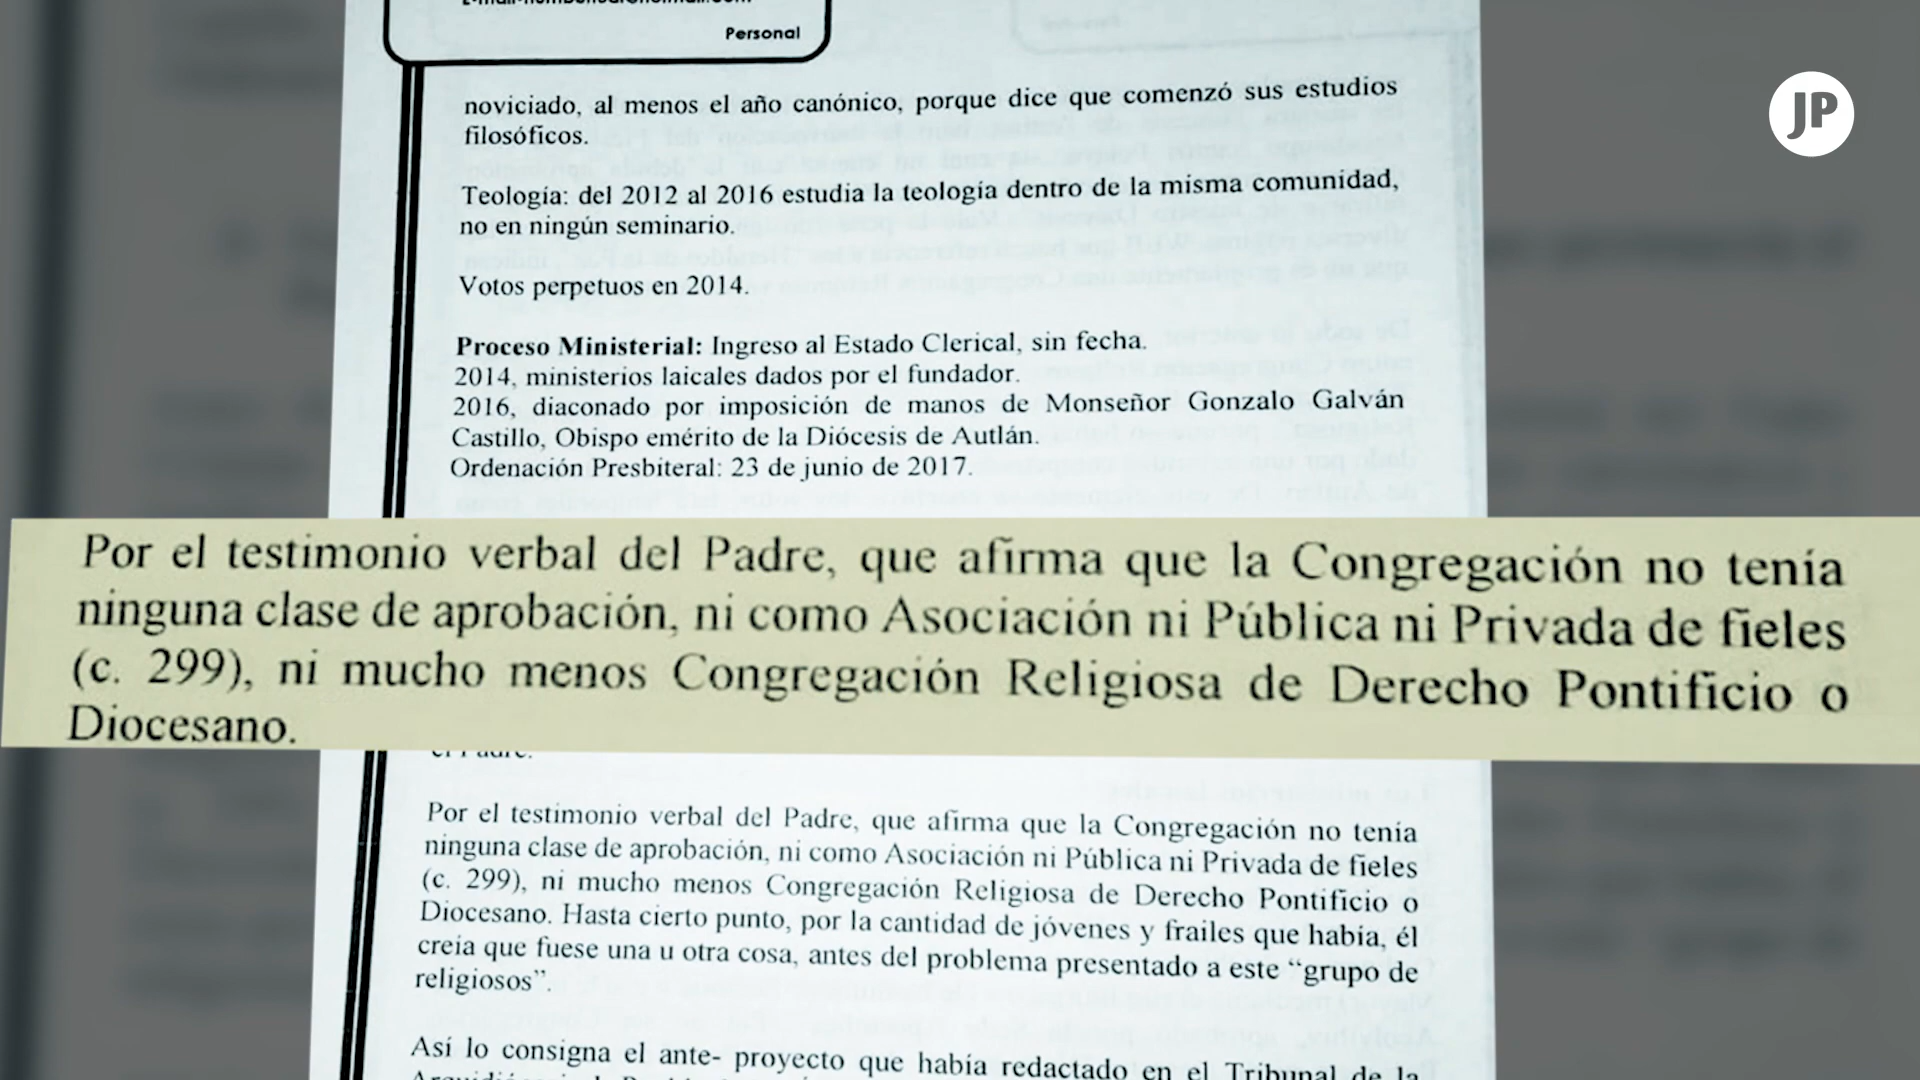 Personal
JP
noviciado, al menos el año canónico, porque dice que comenzó sus estudios
filosóficos.
Teología: del 2012 al 2016 estudia la teología dentro de la misma comunidad,
no en ningún seminario.
Votos perpetuos en 2014.
Proceso Ministerial: Ingreso al Estado Clerical, sin fecha.
2014, ministerios laicales dados por el fundador.
2016, diaconado por imposición de manos de Monseñor Gonzalo Galván
Castillo, Obispo emérito de la Diócesis de Autlán.
Ordenación Presbiteral: 23 de junio de 2017.
Por el testimonio verbal del Padre, que afirma que la Congregación no tenía
ninguna clase de aprobación, ni como Asociación ni Pública ni Privada de fieles
(c. 299), ni mucho menos Congregación Religiosa de Derecho Pontificio o
Diocesano.
el Padre.
Por el testimonio verbal del Padre, que afirma que la Congregación no tenía
ninguna clase de aprobación, ni como Asociación ni Pública ni Privada de fieles
(c. 299), ni mucho menos Congregación Religiosa de Derecho Pontificio o
Diocesano. Hasta cierto punto, por la cantidad de jóvenes y frailes que había, él
creía que fuese una u otra cosa, antes del problema presentado a este “grupo de
religiosos”.
Así lo consigna el ante- proyecto que había redactado en el Tribunal de la